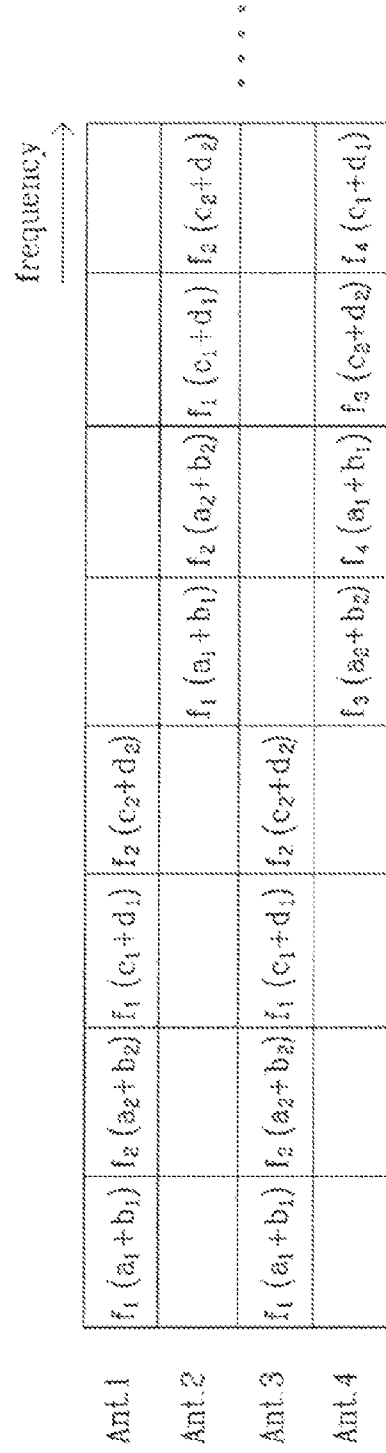 frequency
Ant.1 f₁(a₁+b₁) f₂(a₂+b₂) f₁(c₁+d₁) f₂(c₂+d₂)
Ant.2 f₁(a₁+b₁) f₂(a₂+b₂) f₁(c₁+d₁) f₂(c₂+d₂)
Ant.3 f₁(a₁+b₁) f₂(a₂+b₂) f₁(c₁+d₁) f₂(c₂+d₂)
Ant.4 f₃(a₂+b₂) f₄(a₁+b₁) f₃(c₂+d₂) f₄(c₁+d₁)